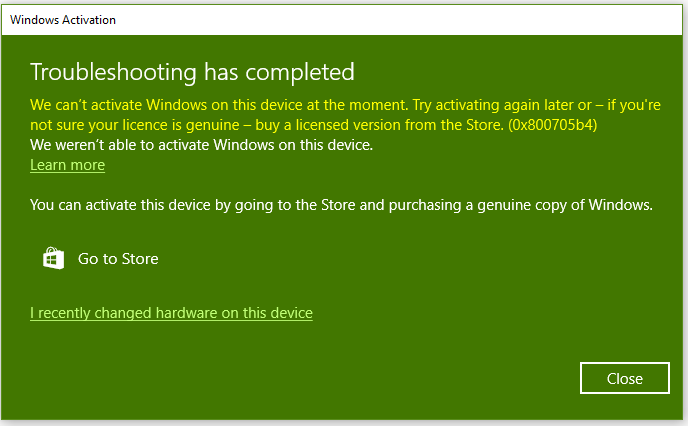 Windows Activation
Troubleshooting has completed
We can’t activate Windows on this device at the moment. Try activating again later or – if you're
not sure your licence is genuine – buy a licensed version from the Store. (0x800705b4)
We weren’t able to activate Windows on this device.
Learn more
You can activate this device by going to the Store and purchasing a genuine copy of Windows.
Go to Store
I recently changed hardware on this device
Close